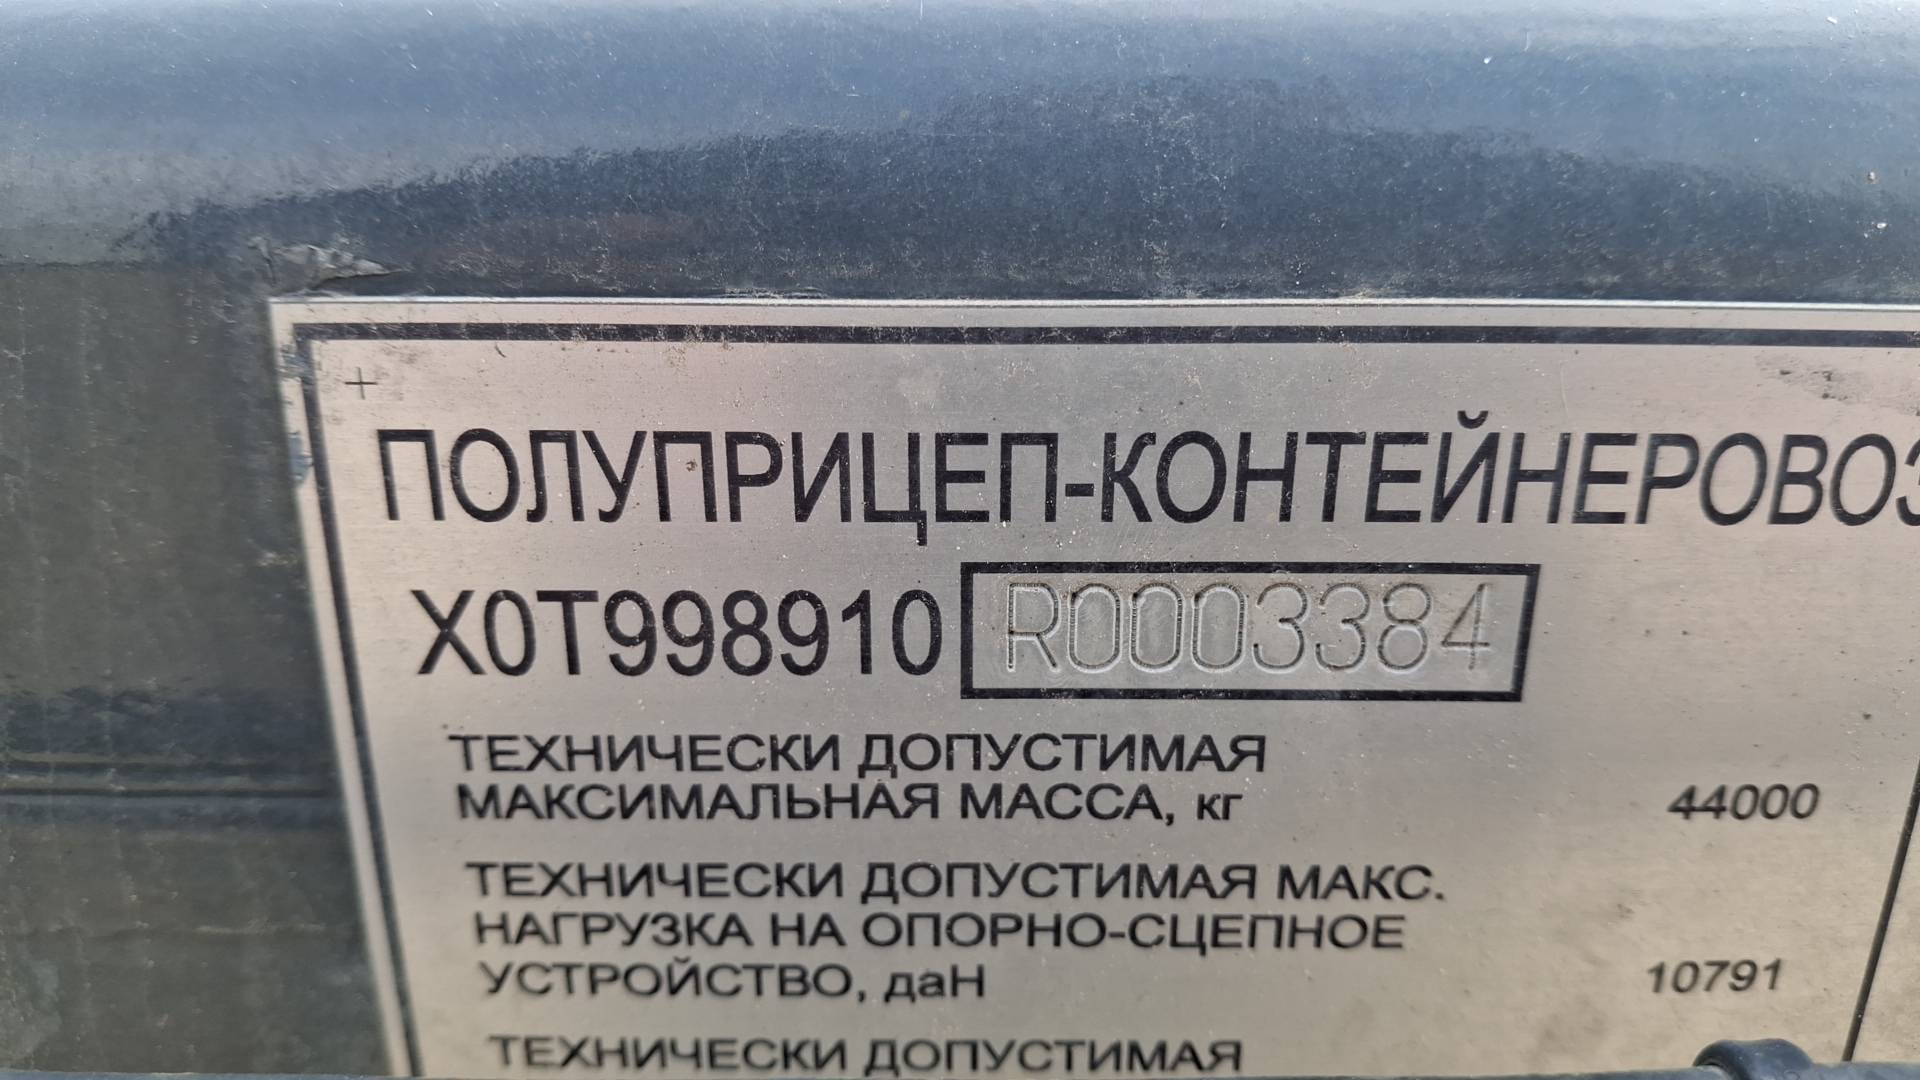 ПОЛУПРИЦЕП-КОНТЕЙНЕРОВОЗ
X0T998910 R0003384
ТЕХНИЧЕСКИ ДОПУСТИМАЯ
МАКСИМАЛЬНАЯ МАССА, кг 44000
ТЕХНИЧЕСКИ ДОПУСТИМАЯ МАКС.
НАГРУЗКА НА ОПОРНО-СЦЕПНОЕ
УСТРОЙСТВО, даН 10791
ТЕХНИЧЕСКИ ДОПУСТИМАЯ